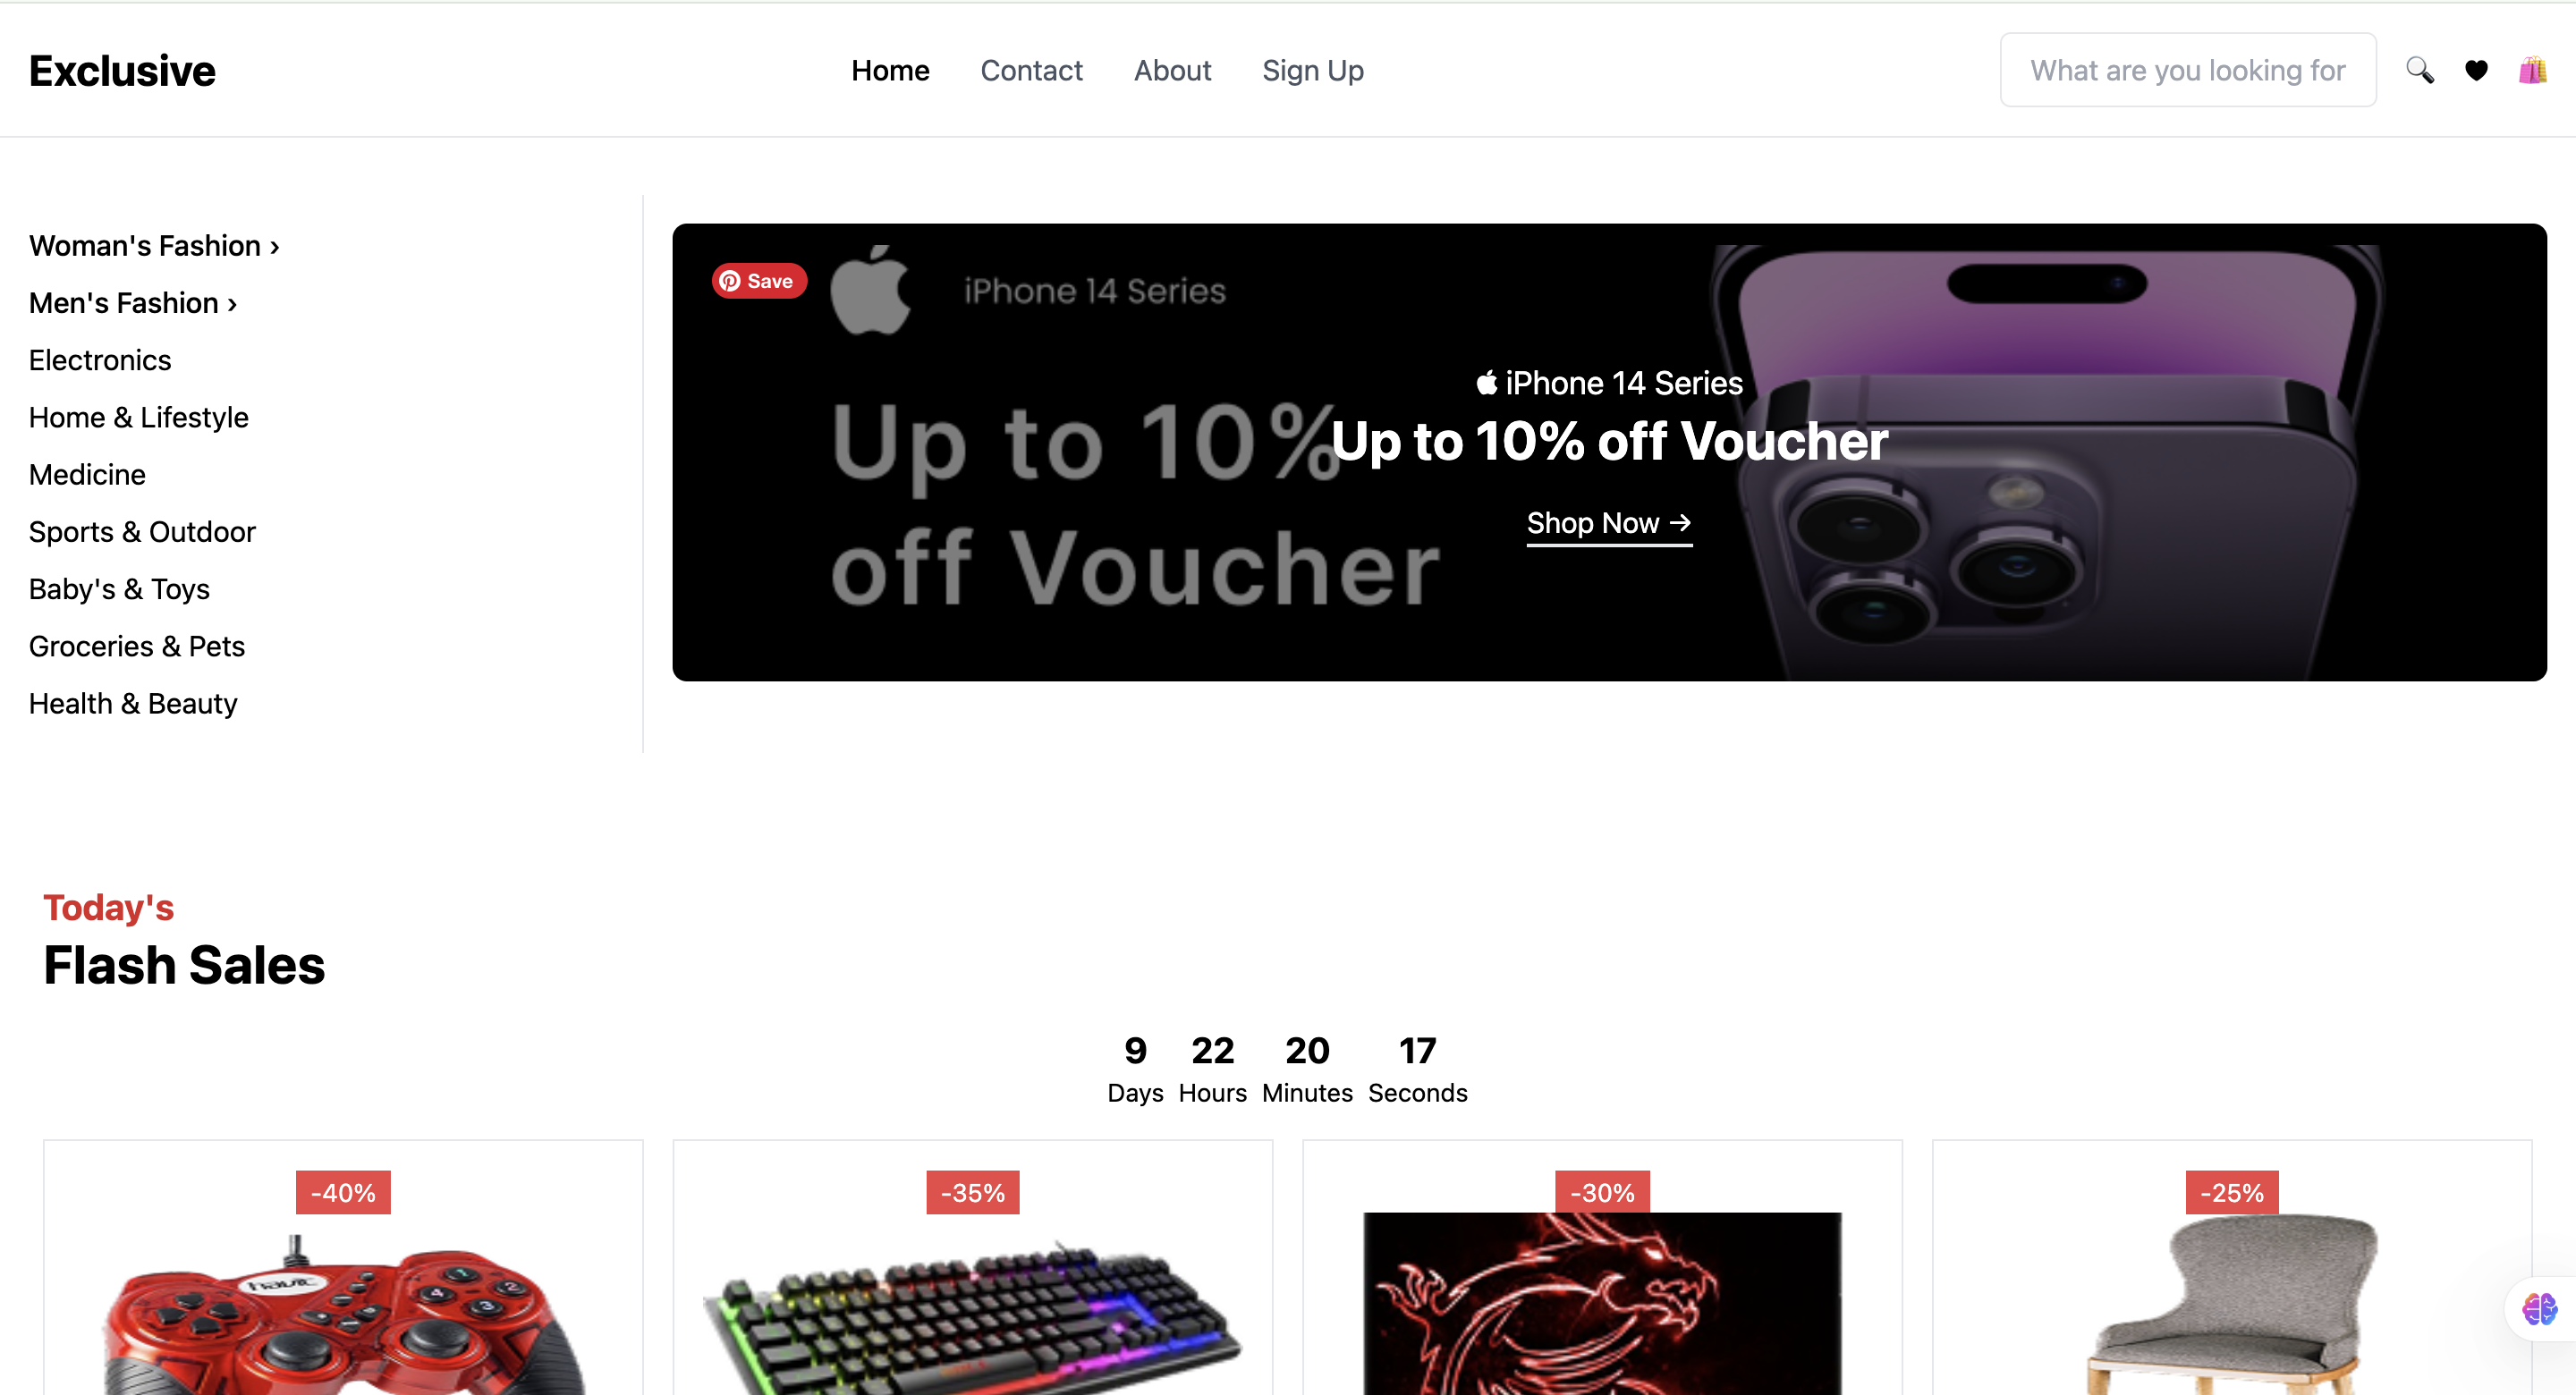 Exclusive
Home Contact About Sign Up
What are you looking for
Woman's Fashion ›
Men's Fashion ›
Electronics
Home & Lifestyle
Medicine
Sports & Outdoor
Baby's & Toys
Groceries & Pets
Health & Beauty
Save
iPhone 14 Series
Up to 10%
off Voucher
iPhone 14 Series
Up to 10% off Voucher
Shop Now →
Today's
Flash Sales
9 22 20 17
Days Hours Minutes Seconds
-40%
-35%
-30%
-25%
havit